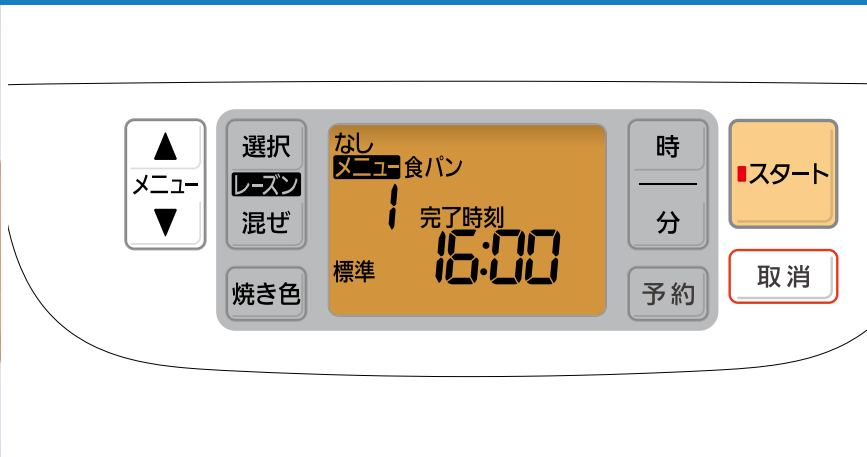 メニュー
選択
レーズン
混ぜ
焼き色
なし
メニュー 食パン
1
完了時刻
16:00
標準
時
分
予約
スタート
取消